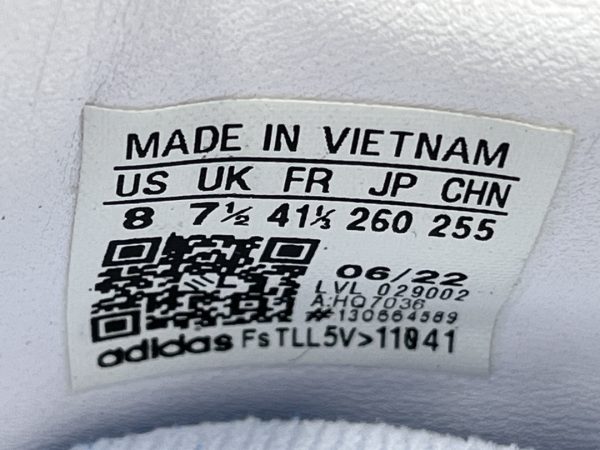 MADE IN VIETNAM
US UK FR JP CHN
8 7½ 41⅓ 260 255
06/22
LVL 029002
A:HQ7036
#130664589
adidas FsTLL5V>11041